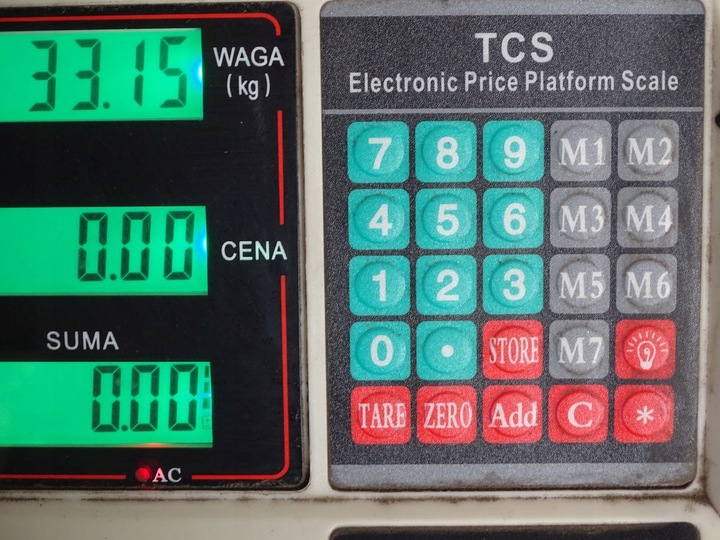 33.15
WAGA
(kg)
0.00
CENA
SUMA
0.00
AC
TCS
Electronic Price Platform Scale
7 8 9 M1 M2
4 5 6 M3 M4
1 2 3 M5 M6
0 . STORE M7
TARE ZERO Add C *